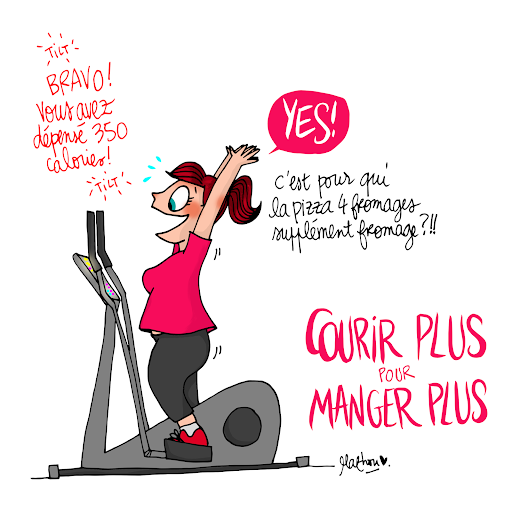 TILT
BRAVO!
Vous avez
dépensé 350
calories!
TILT
YES!
C'est pour qui
la pizza 4 fromages
supplément fromage?!!
COURIR PLUS
POUR
MANGER PLUS
Mathou